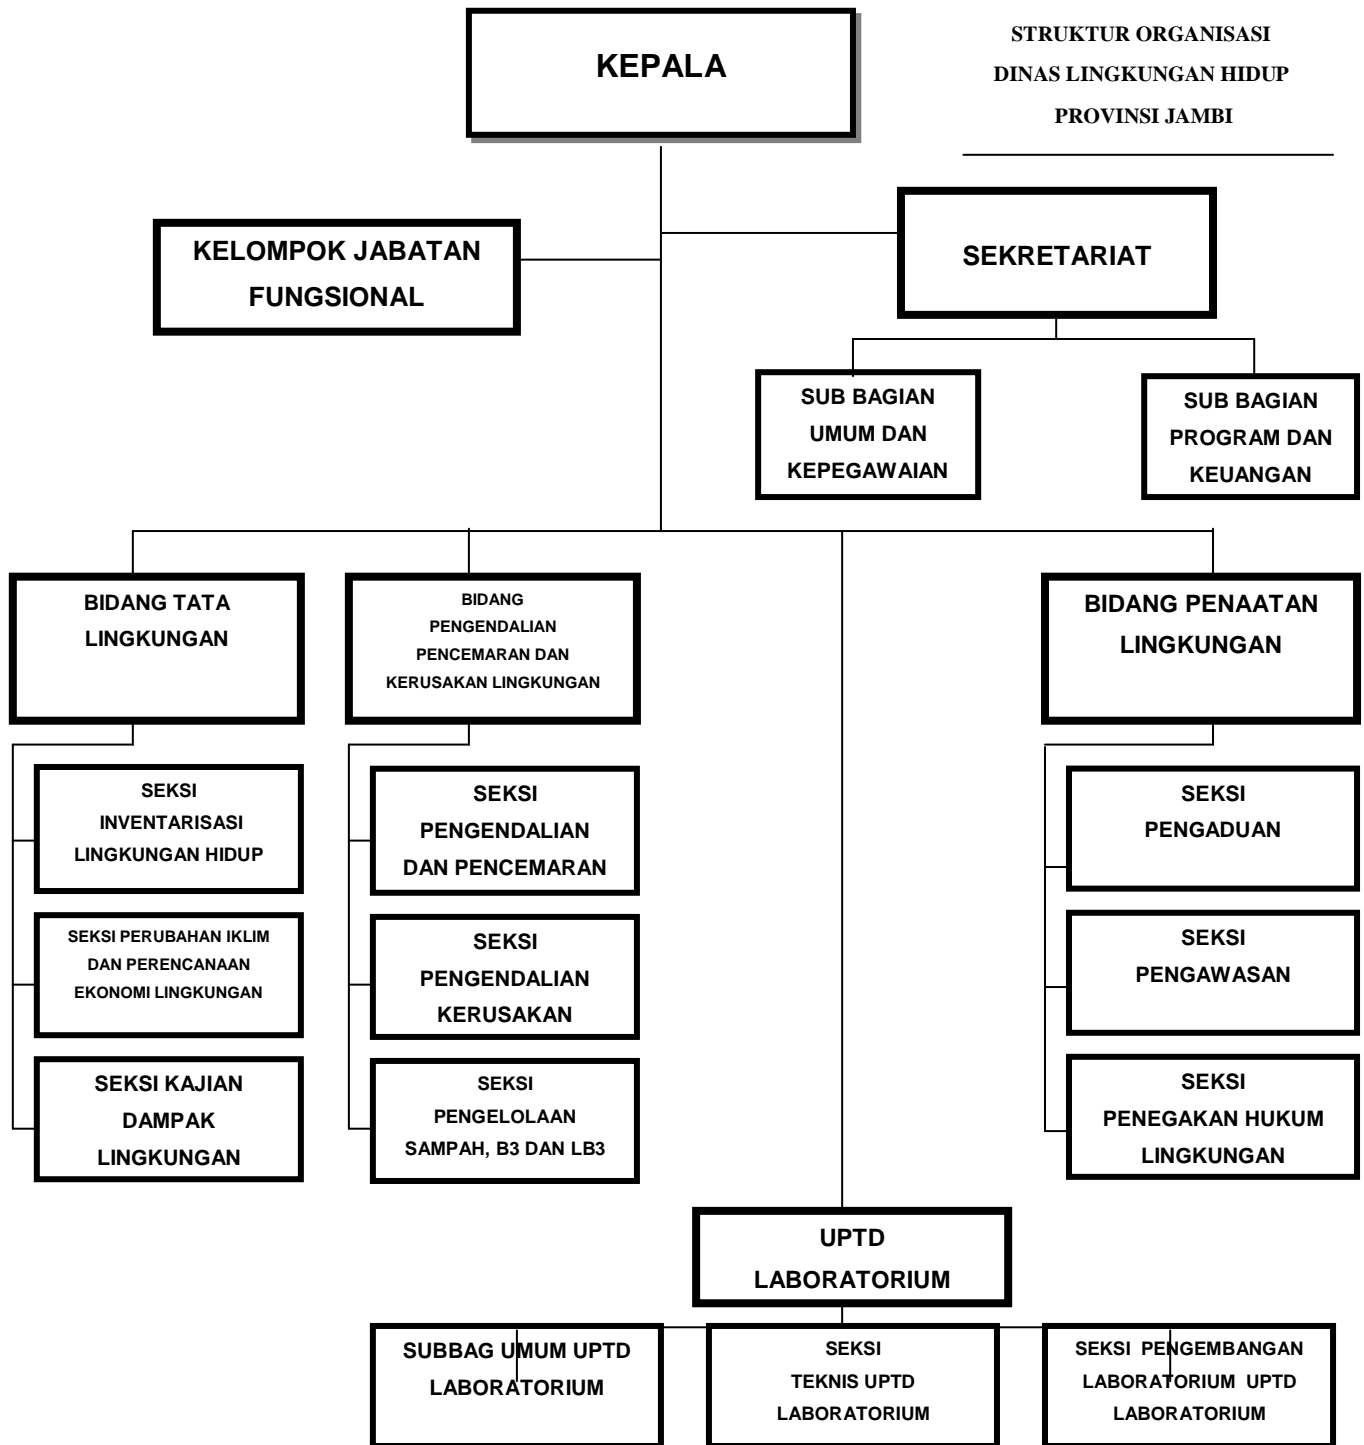 KEPALA
STRUKTUR ORGANISASI
DINAS LINGKUNGAN HIDUP
PROVINSI JAMBI
KELOMPOK JABATAN
FUNGSIONAL
SEKRETARIAT
SUB BAGIAN
UMUM DAN
KEPEGAWAIAN
SUB BAGIAN
PROGRAM DAN
KEUANGAN
BIDANG TATA
LINGKUNGAN
BIDANG
PENGENDALIAN
PENCEMARAN DAN
KERUSAKAN LINGKUNGAN
BIDANG PENAATAN
LINGKUNGAN
SEKSI
INVENTARISASI
LINGKUNGAN HIDUP
SEKSI PERUBAHAN IKLIM
DAN PERENCANAAN
EKONOMI LINGKUNGAN
SEKSI KAJIAN
DAMPAK
LINGKUNGAN
SEKSI
PENGENDALIAN
DAN PENCEMARAN
SEKSI
PENGENDALIAN
KERUSAKAN
SEKSI
PENGELOLAAN
SAMPAH, B3 DAN LB3
SEKSI
PENGADUAN
SEKSI
PENGAWASAN
SEKSI
PENEGAKAN HUKUM
LINGKUNGAN
UPTD
LABORATORIUM
SUBBAG UMUM UPTD
LABORATORIUM
SEKSI
TEKNIS UPTD
LABORATORIUM
SEKSI PENGEMBANGAN
LABORATORIUM UPTD
LABORATORIUM